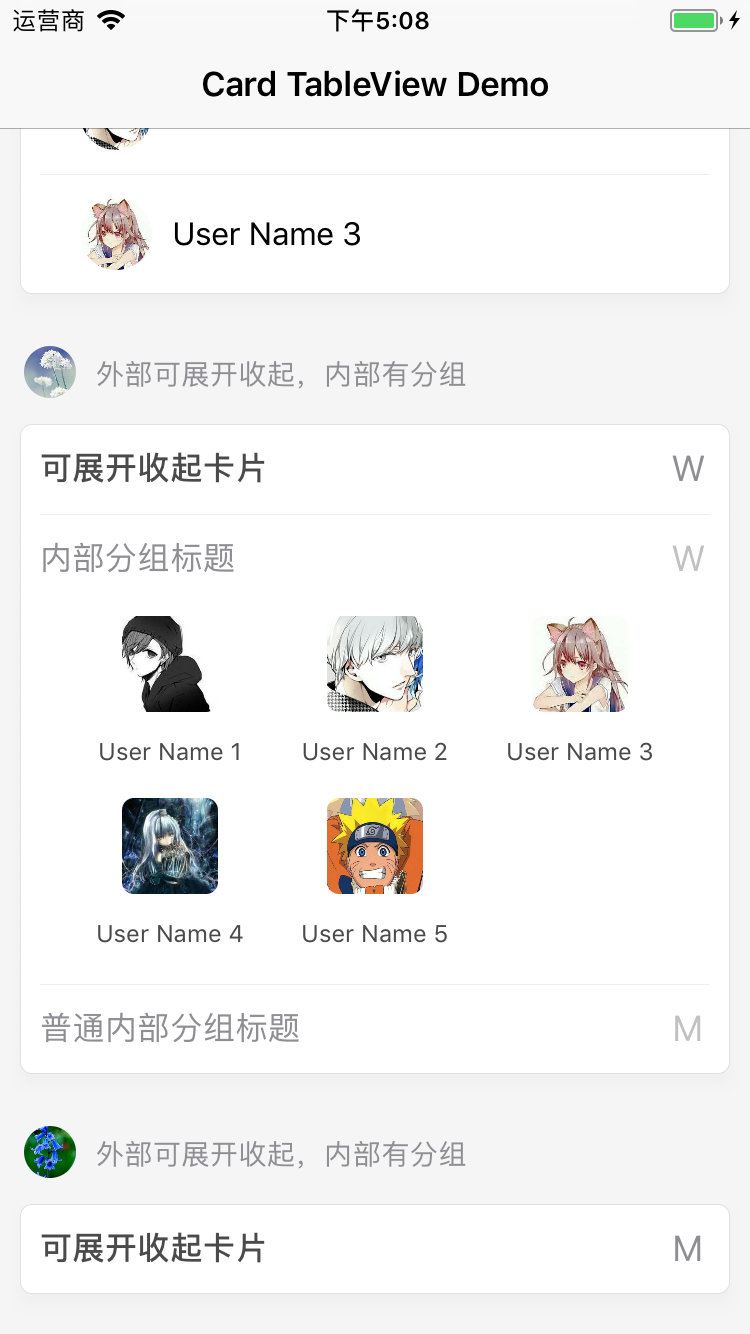 运营商 下午5:08
Card TableView Demo
User Name 3
外部可展开收起，内部有分组
可展开收起卡片 W
内部分组标题 W
User Name 1 User Name 2 User Name 3
User Name 4 User Name 5
普通内部分组标题 M
外部可展开收起，内部有分组
可展开收起卡片 M